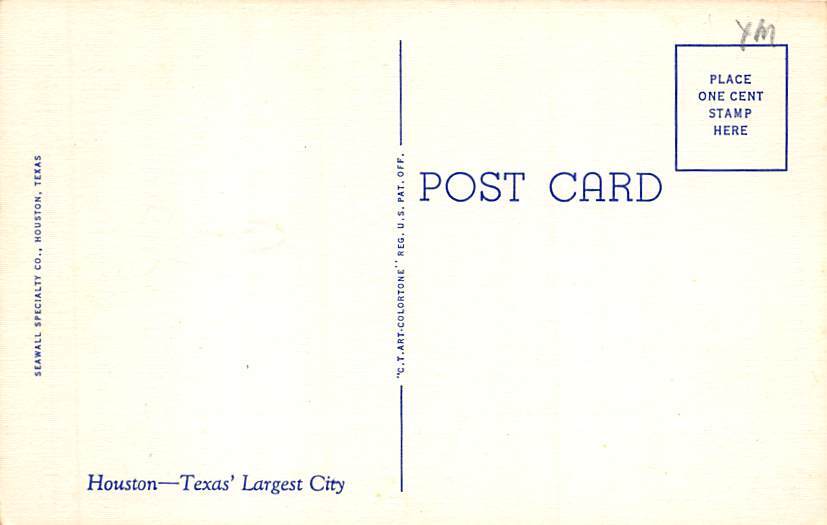 XM
PLACE
ONE CENT
STAMP
HERE
POST CARD
SEAWALL SPECIALTY CO., HOUSTON, TEXAS
"C.T.ART-COLORTONE" REG. U.S. PAT. OFF.
Houston—Texas' Largest City